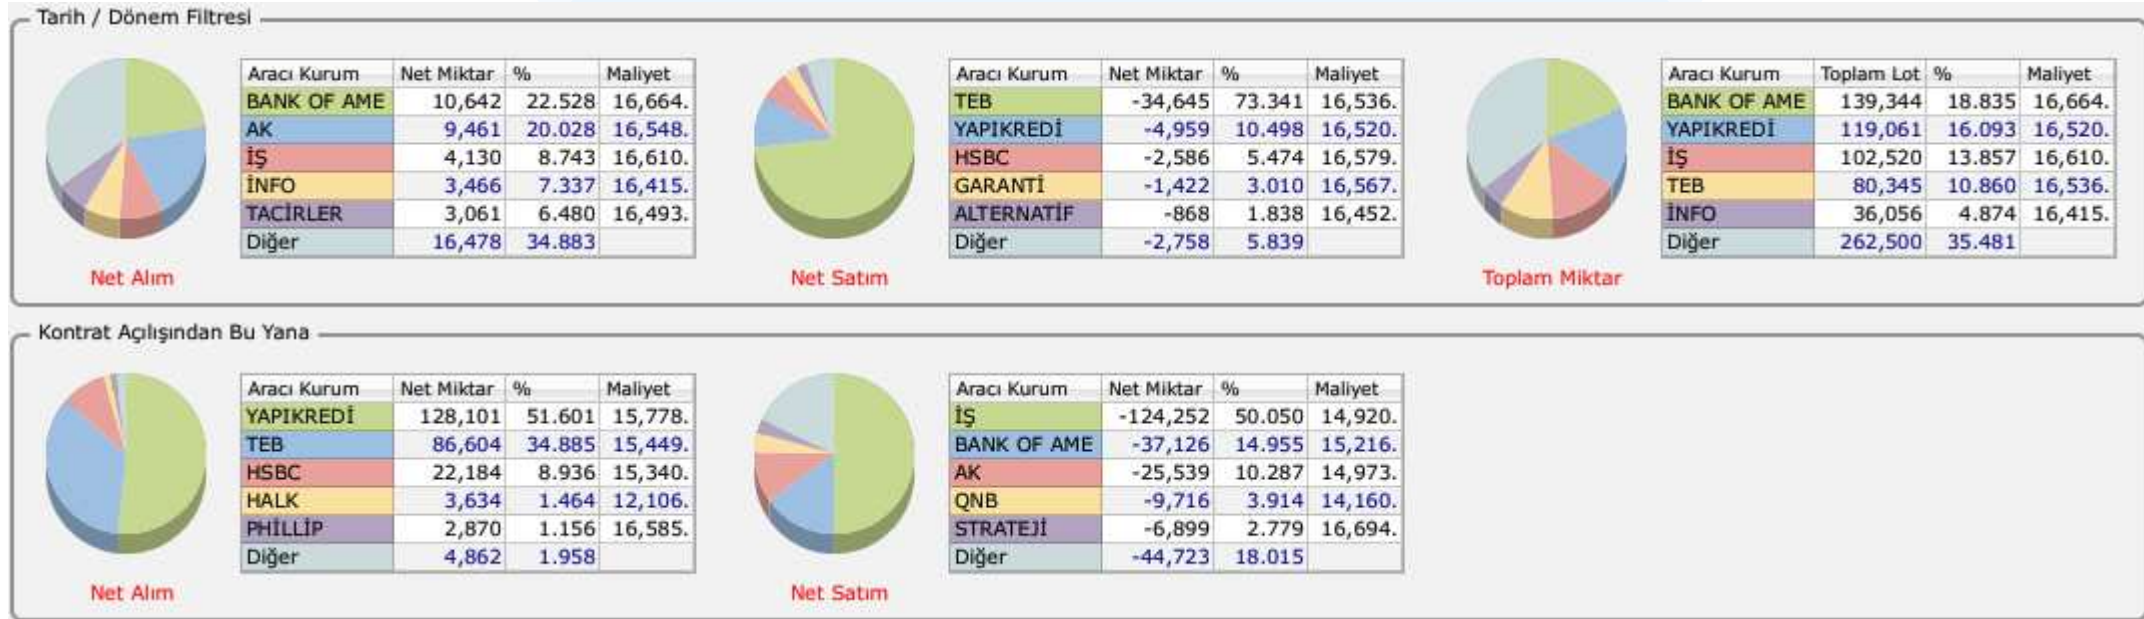 Tarih / Dönem Filtresi
Aracı Kurum Net Miktar % Maliyet
BANK OF AME 10,642 22.528 16,664.
AK 9,461 20.028 16,548.
İŞ 4,130 8.743 16,610.
İNFO 3,466 7.337 16,415.
TACİRLER 3,061 6.480 16,493.
Diğer 16,478 34.883
Net Alım
Aracı Kurum Net Miktar % Maliyet
TEB -34,645 73.341 16,536.
YAPIKREDİ -4,959 10.498 16,520.
HSBC -2,586 5.474 16,579.
GARANTİ -1,422 3.010 16,567.
ALTERNATİF -868 1.838 16,452.
Diğer -2,758 5.839
Net Satım
Aracı Kurum Toplam Lot % Maliyet
BANK OF AME 139,344 18.835 16,664.
YAPIKREDİ 119,061 16.093 16,520.
İŞ 102,520 13.857 16,610.
TEB 80,345 10.860 16,536.
İNFO 36,056 4.874 16,415.
Diğer 262,500 35.481
Toplam Miktar
Kontrat Açılışından Bu Yana
Aracı Kurum Net Miktar % Maliyet
YAPIKREDİ 128,101 51.601 15,778.
TEB 86,604 34.885 15,449.
HSBC 22,184 8.936 15,340.
HALK 3,634 1.464 12,106.
PHİLLİP 2,870 1.156 16,585.
Diğer 4,862 1.958
Net Alım
Aracı Kurum Net Miktar % Maliyet
İŞ -124,252 50.050 14,920.
BANK OF AME -37,126 14.955 15,216.
AK -25,539 10.287 14,973.
QNB -9,716 3.914 14,160.
STRATEJİ -6,899 2.779 16,694.
Diğer -44,723 18.015
Net Satım